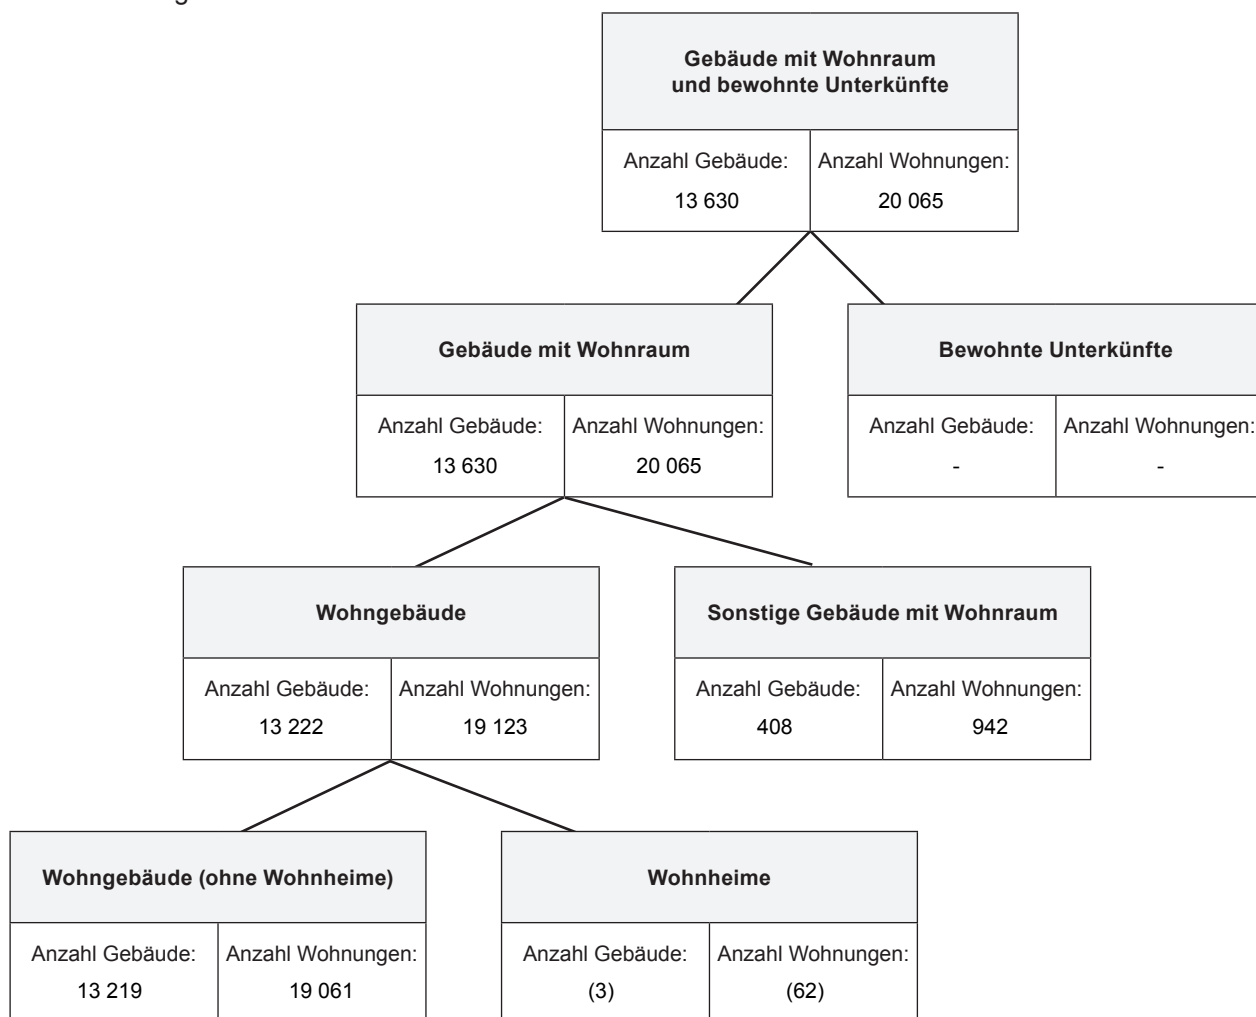 Gebäude mit Wohnraum
und bewohnte Unterkünfte
Anzahl Gebäude: Anzahl Wohnungen:
13 630 20 065
Gebäude mit Wohnraum
Anzahl Gebäude: Anzahl Wohnungen:
13 630 20 065
Bewohnte Unterkünfte
Anzahl Gebäude: Anzahl Wohnungen:
- -
Wohngebäude
Anzahl Gebäude: Anzahl Wohnungen:
13 222 19 123
Sonstige Gebäude mit Wohnraum
Anzahl Gebäude: Anzahl Wohnungen:
408 942
Wohngebäude (ohne Wohnheime)
Anzahl Gebäude: Anzahl Wohnungen:
13 219 19 061
Wohnheime
Anzahl Gebäude: Anzahl Wohnungen:
(3) (62)